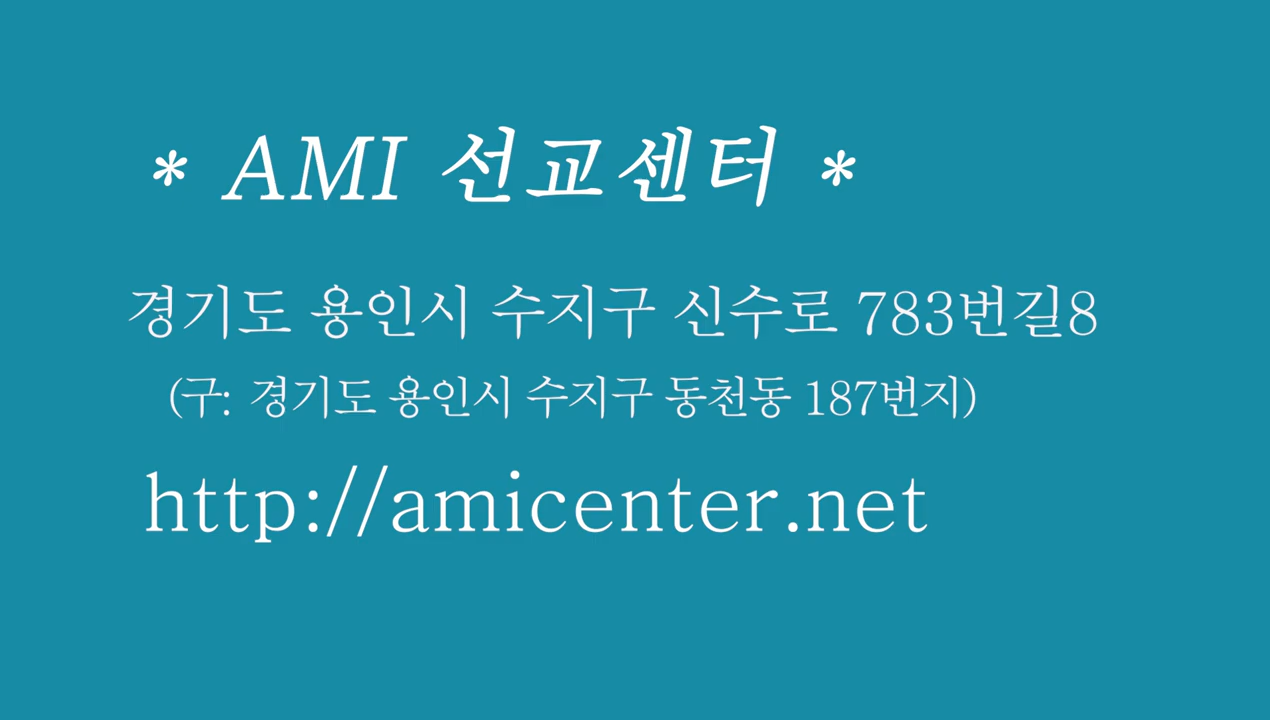 * AMI 선교센터 *
경기도 용인시 수지구 신수로 783번길8
(구: 경기도 용인시 수지구 동천동 187번지)
http://amicenter.net